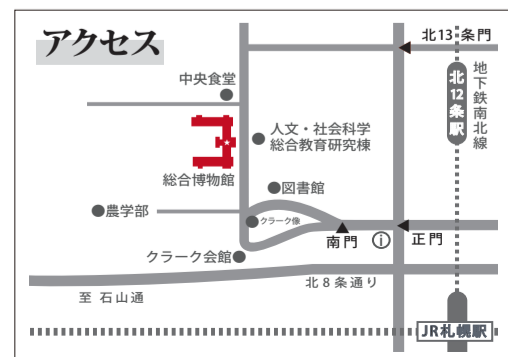 アクセス
北13条門
中央食堂
地下鉄南北線
北12条駅
人文・社会科学
総合教育研究棟
総合博物館
図書館
農学部
クラーク像
南門
i
正門
クラーク会館
北8条通り
至 石山通
JR札幌駅